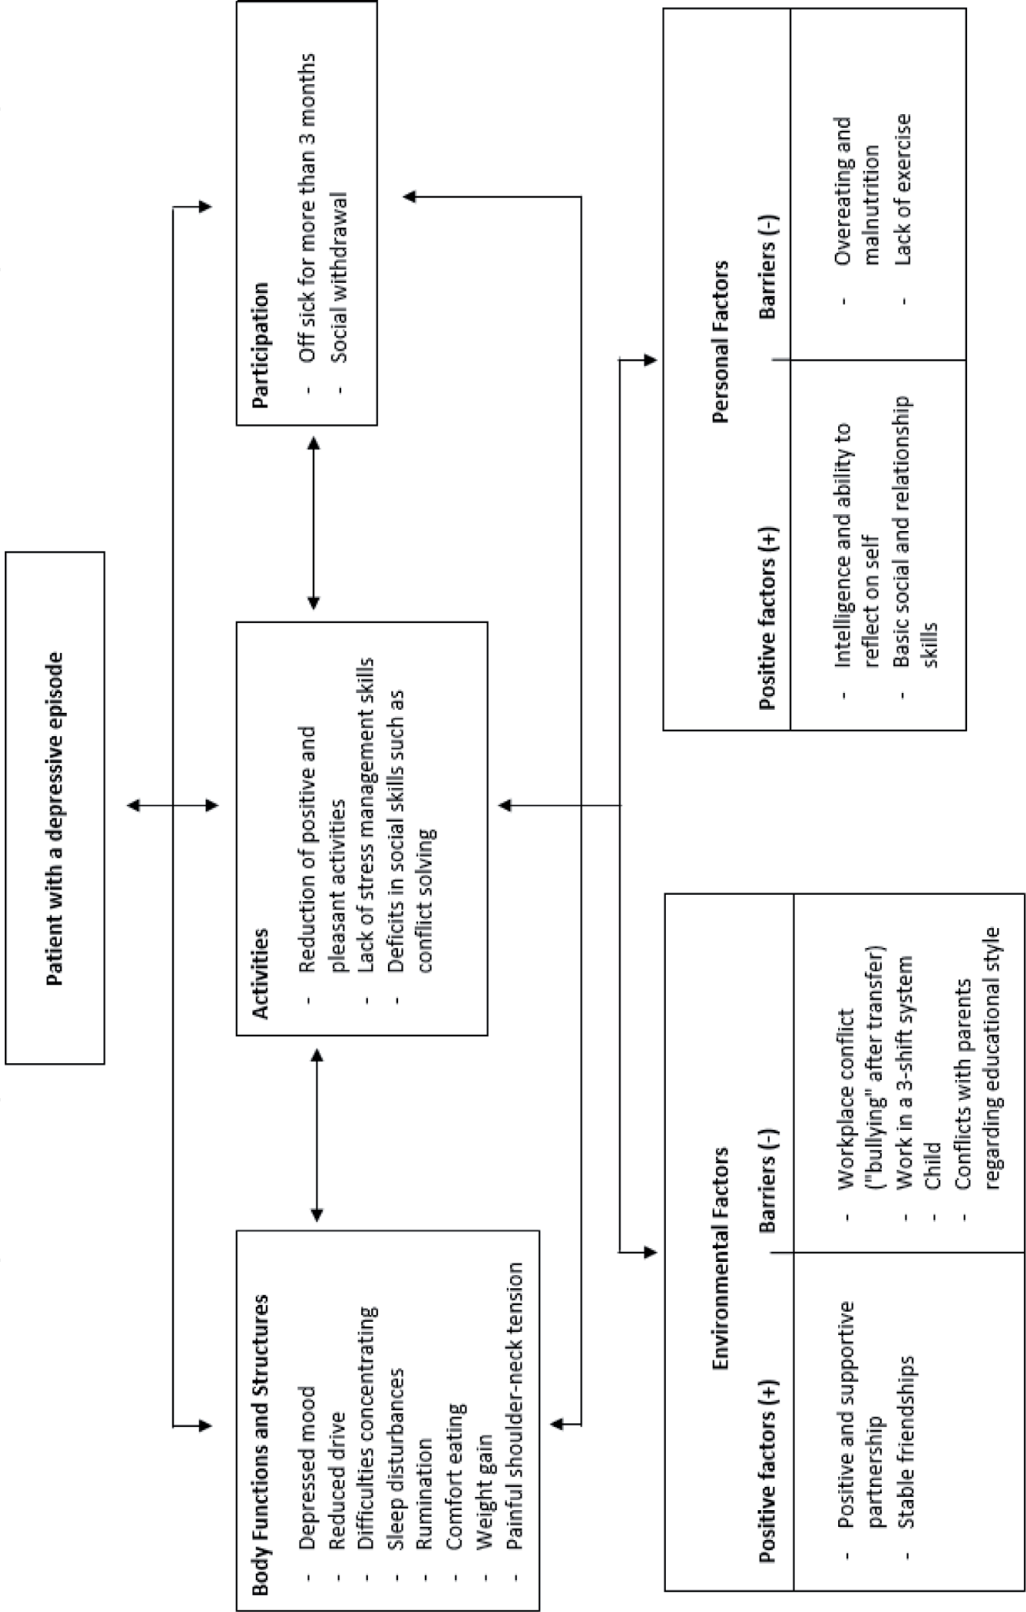 Patient with a depressive episode
Body Functions and Structures
- Depressed mood
- Reduced drive
- Difficulties concentrating
- Sleep disturbances
- Rumination
- Comfort eating
- Weight gain
- Painful shoulder-neck tension
Activities
- Reduction of positive and
pleasant activities
- Lack of stress management skills
- Deficits in social skills such as
conflict solving
Participation
- Off sick for more than 3 months
- Social withdrawal
Environmental Factors
Positive factors (+)
- Positive and supportive
partnership
- Stable friendships
Barriers (-)
- Workplace conflict
("bullying" after transfer)
- Work in a 3-shift system
- Child
- Conflicts with parents
regarding educational style
Personal Factors
Positive factors (+)
- Intelligence and ability to
reflect on self
- Basic social and relationship
skills
Barriers (-)
- Overeating and
malnutrition
- Lack of exercise